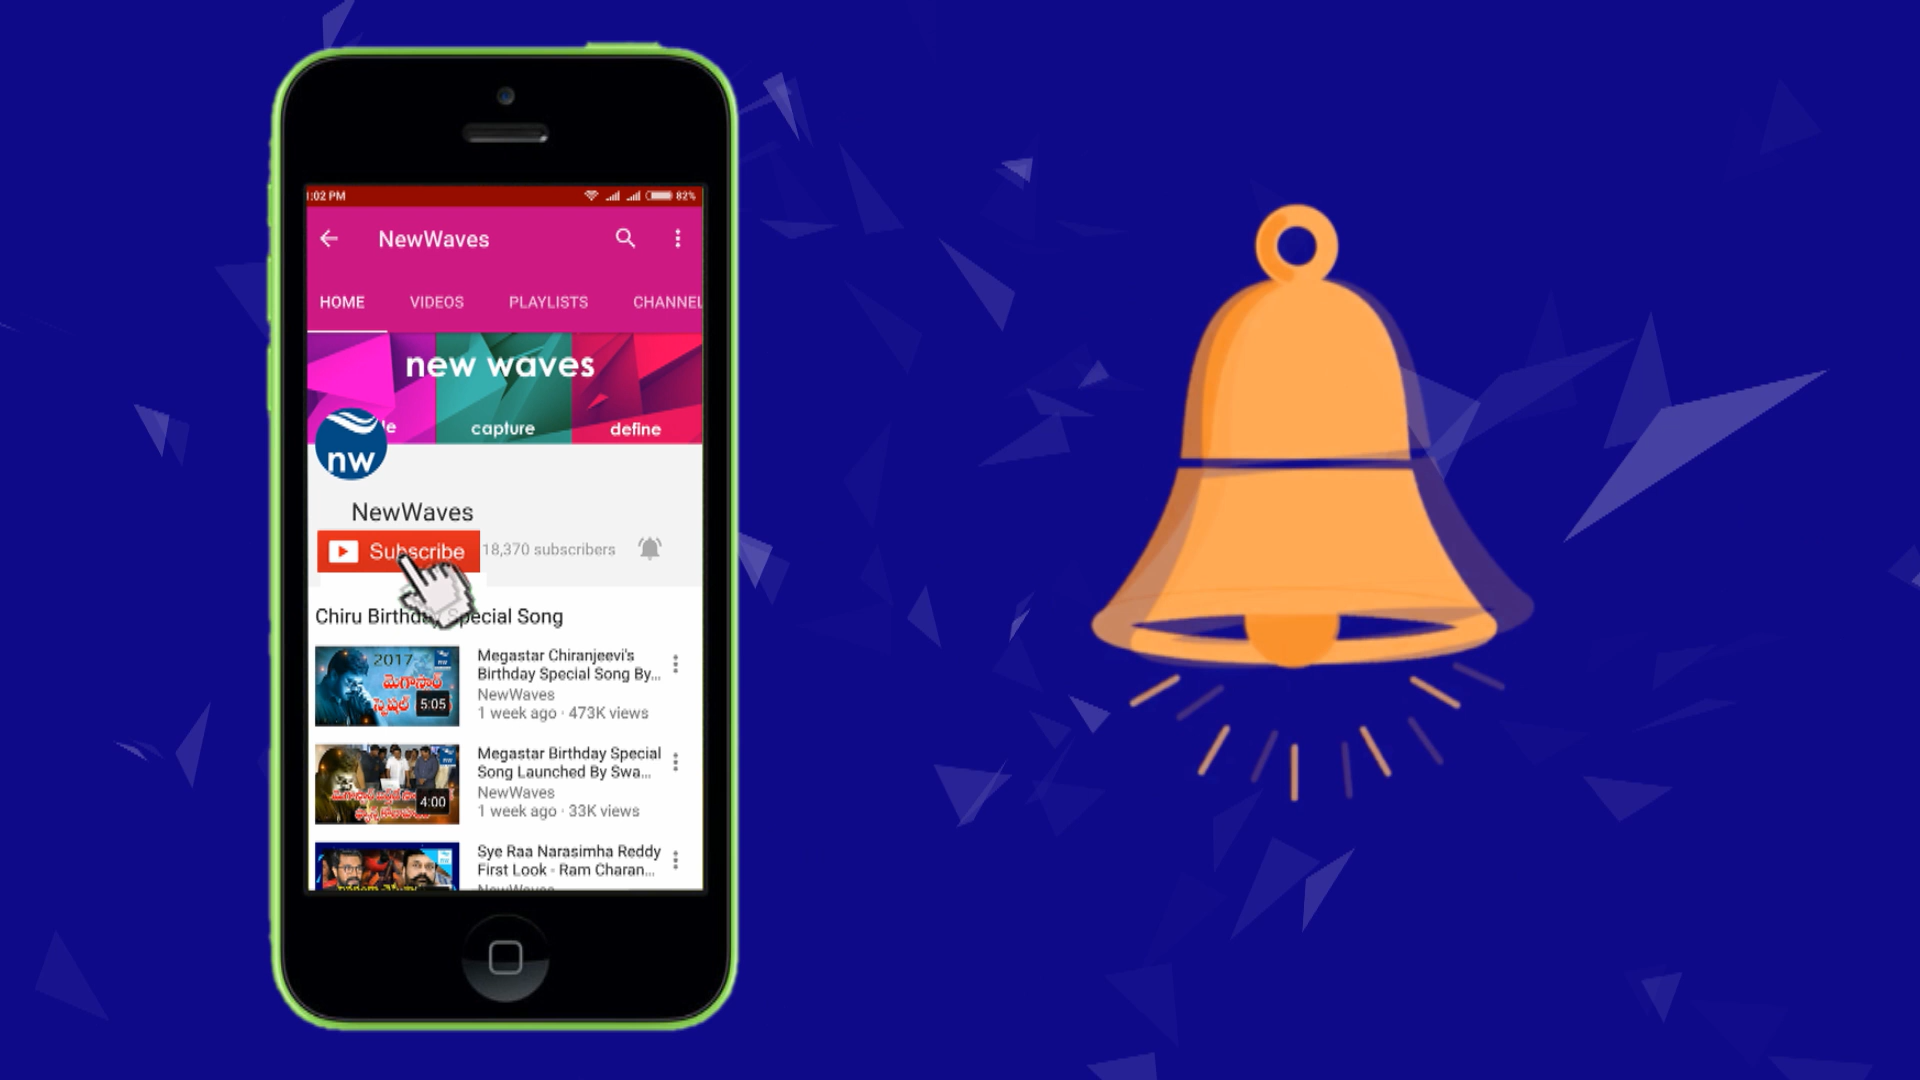 1:02 PM 82%
NewWaves
HOME VIDEOS PLAYLISTS CHANNEL
new waves
le capture define
nw
NewWaves
Subscribe 18,370 subscribers
Chiru Birthday Special Song
2017
మెగాస్టార్
స్పెషల్
5:05
Megastar Chiranjeevi's
Birthday Special Song By...
NewWaves
1 week ago · 473K views
4:00
Megastar Birthday Special
Song Launched By Swa...
NewWaves
1 week ago · 33K views
Sye Raa Narasimha Reddy
First Look - Ram Charan...
NewWaves